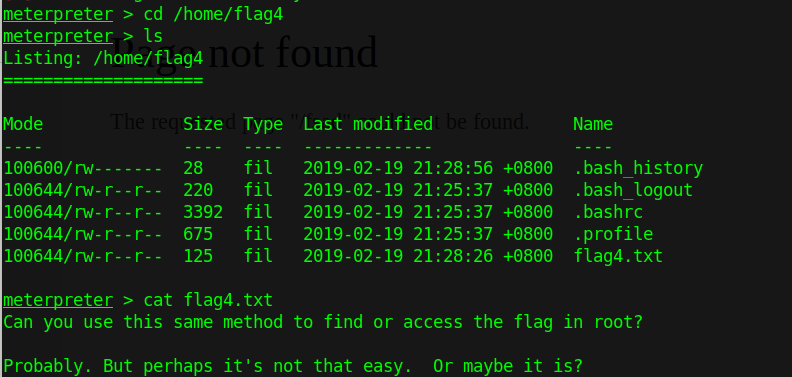 meterpreter > cd /home/flag4
meterpreter > ls
Page not found
Listing: /home/flag4
====================
The requ
Mode              Size  Type  Last modified              Name
t be found.
----              ----  ----  -------------              ----
100600/rw-------  28    fil   2019-02-19 21:28:56 +0800  .bash_history
100644/rw-r--r--  220   fil   2019-02-19 21:25:37 +0800  .bash_logout
100644/rw-r--r--  3392  fil   2019-02-19 21:25:37 +0800  .bashrc
100644/rw-r--r--  675   fil   2019-02-19 21:25:37 +0800  .profile
100644/rw-r--r--  125   fil   2019-02-19 21:28:26 +0800  flag4.txt
meterpreter > cat flag4.txt
Can you use this same method to find or access the flag in root?
Probably. But perhaps it's not that easy.  Or maybe it is?